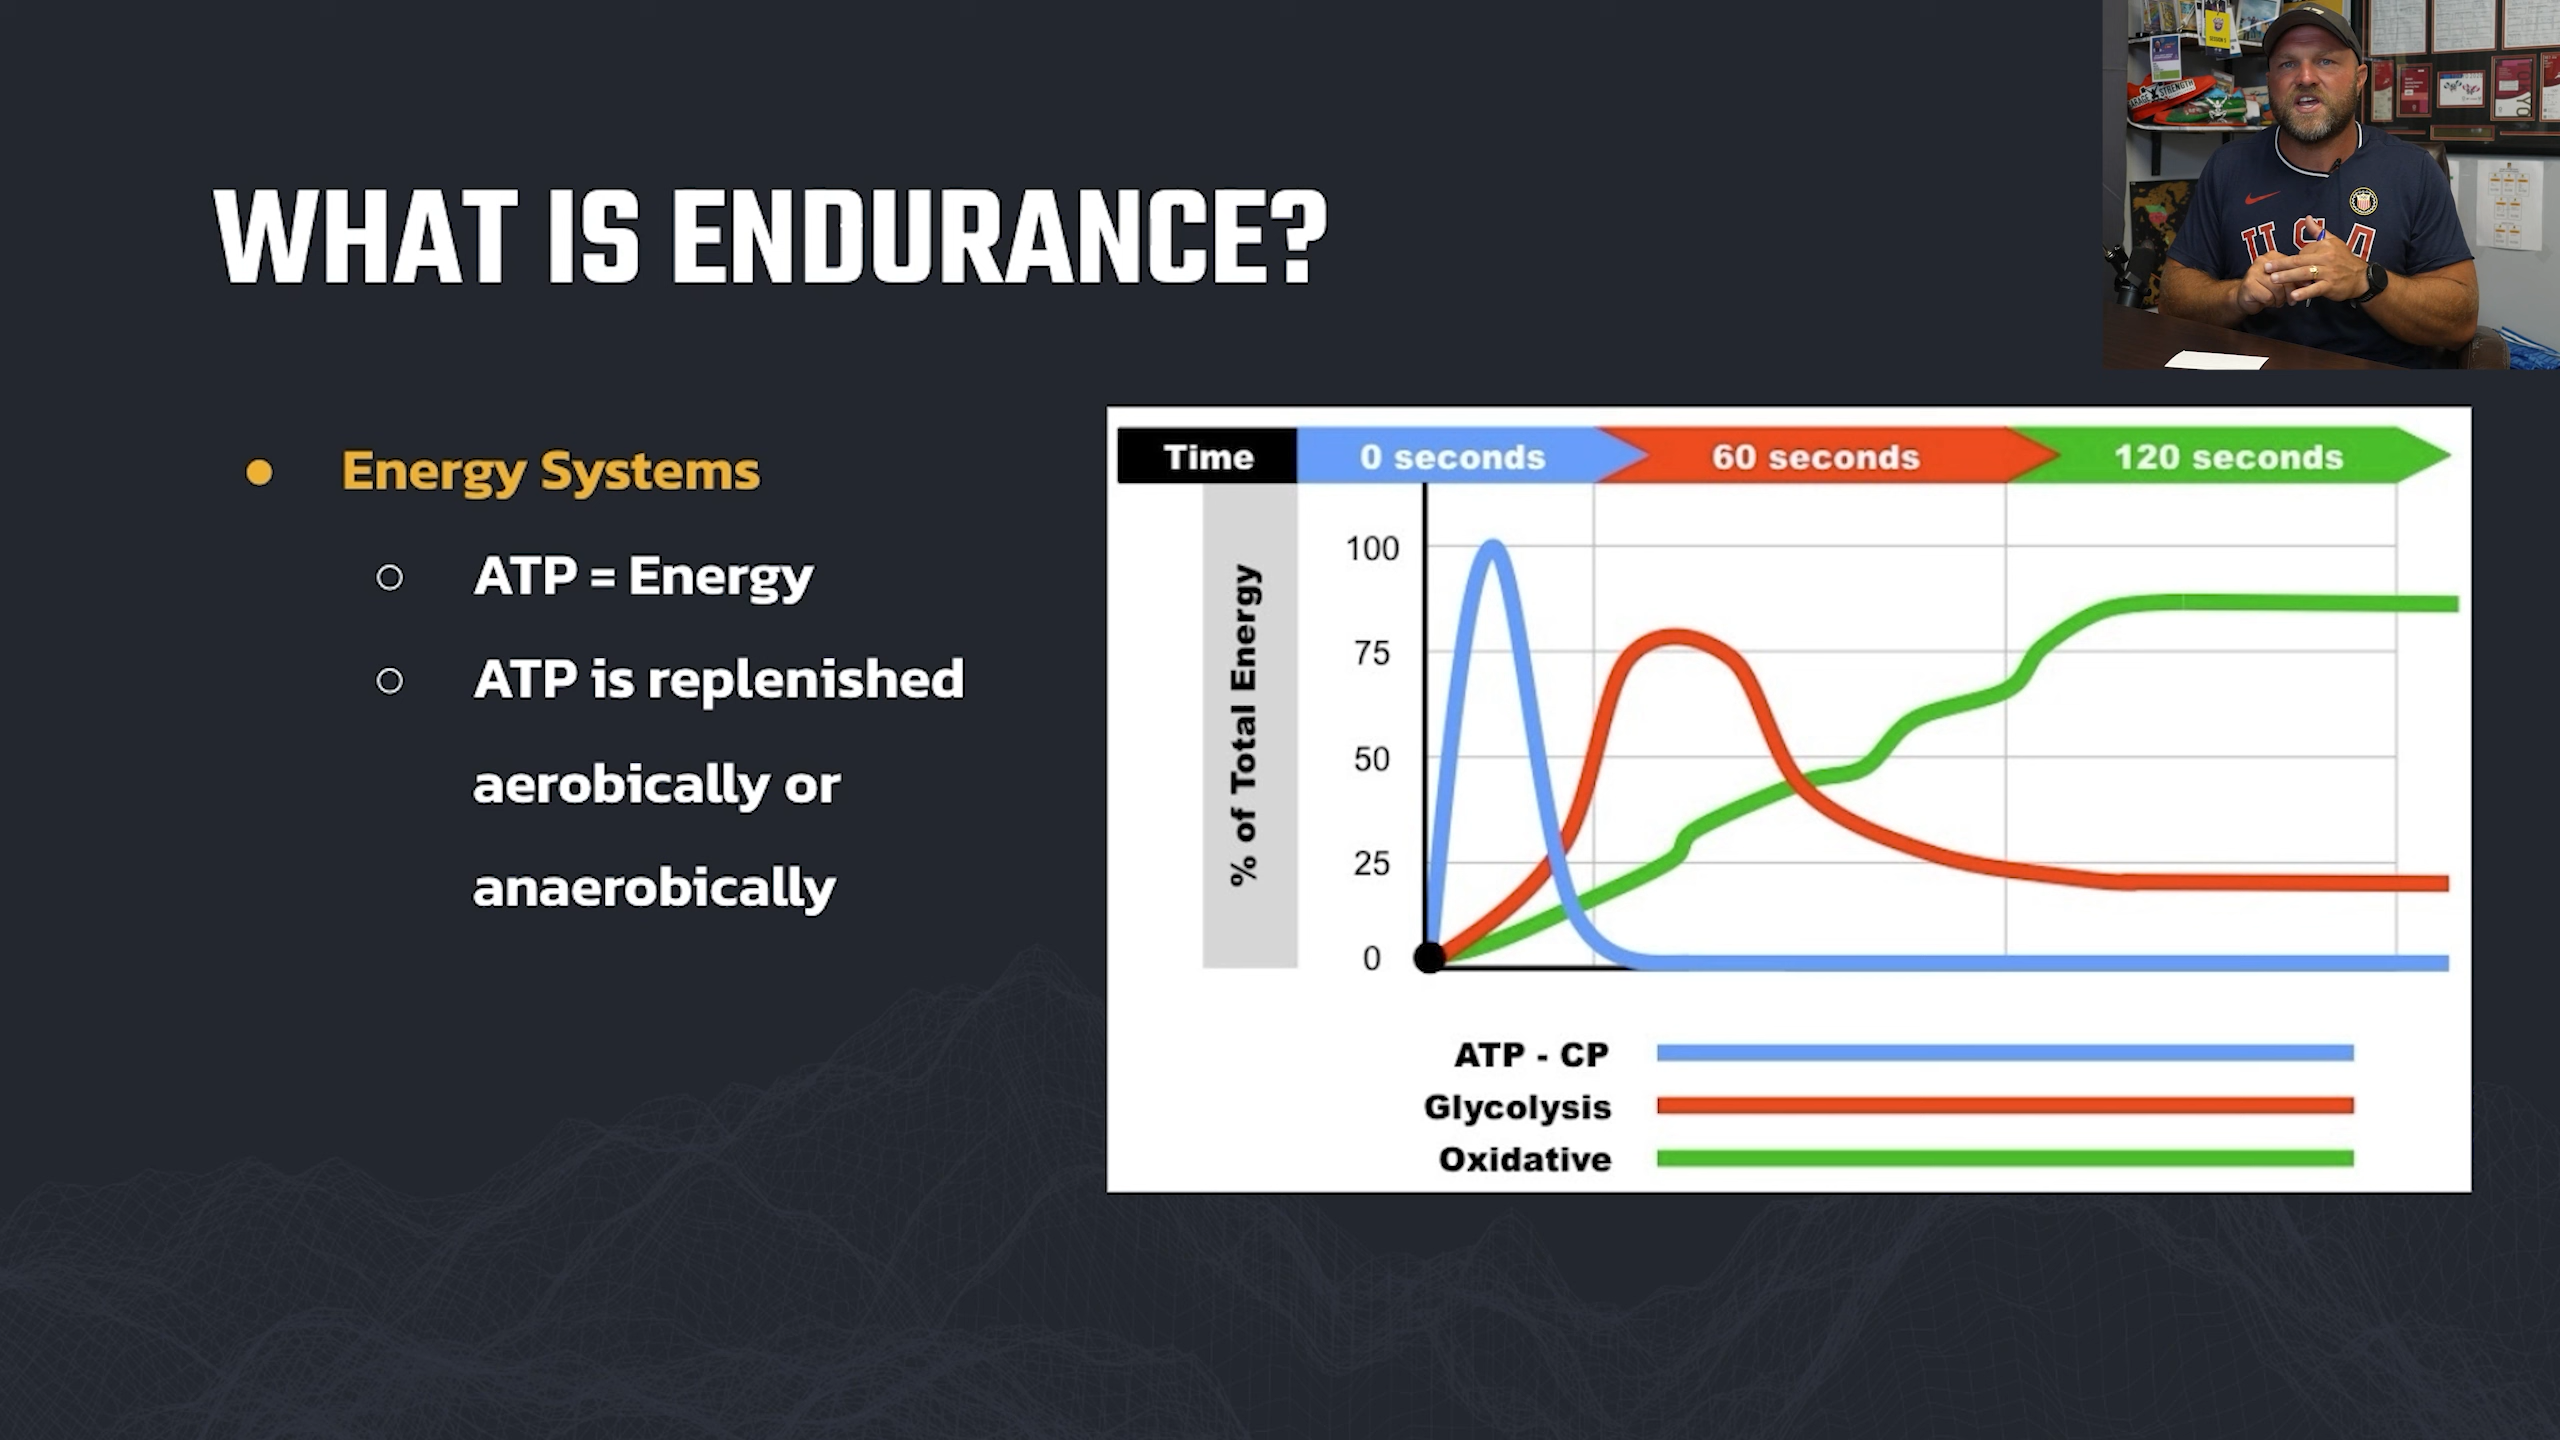 WHAT IS ENDURANCE?
Energy Systems
ATP = Energy
ATP is replenished
aerobically or
anaerobically
Time
0 seconds
60 seconds
120 seconds
% of Total Energy
100
75
50
25
0
ATP - CP
Glycolysis
Oxidative
USA
STRENGTH